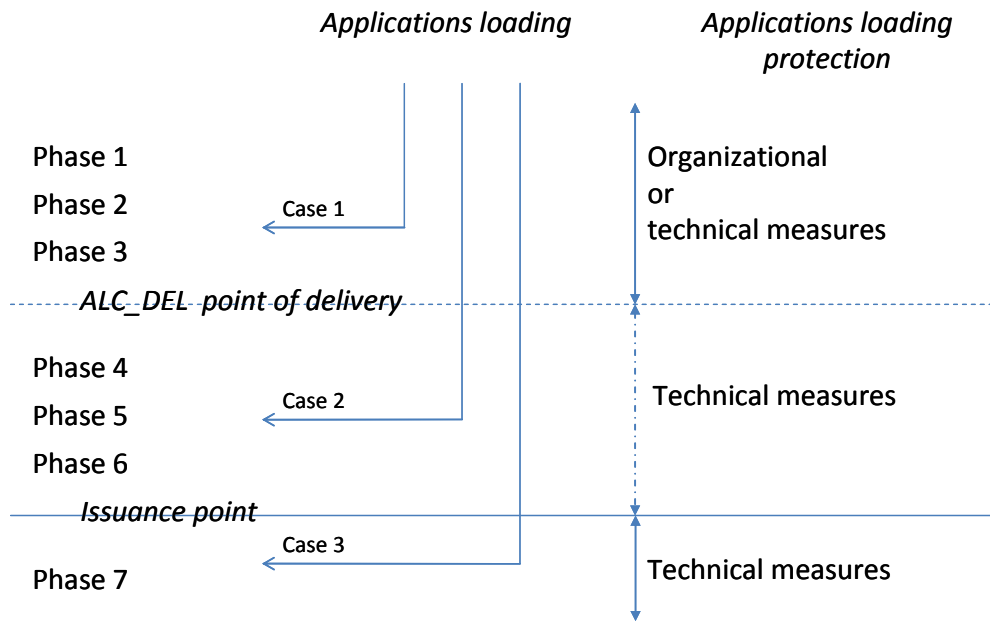 Applications loading
Applications loading
protection
Phase 1
Phase 2
Phase 3
Case 1
Organizational
or
technical measures
ALC_DEL  point of delivery
Phase 4
Phase 5
Phase 6
Case 2
Technical measures
Issuance point
Case 3
Phase 7
Technical measures